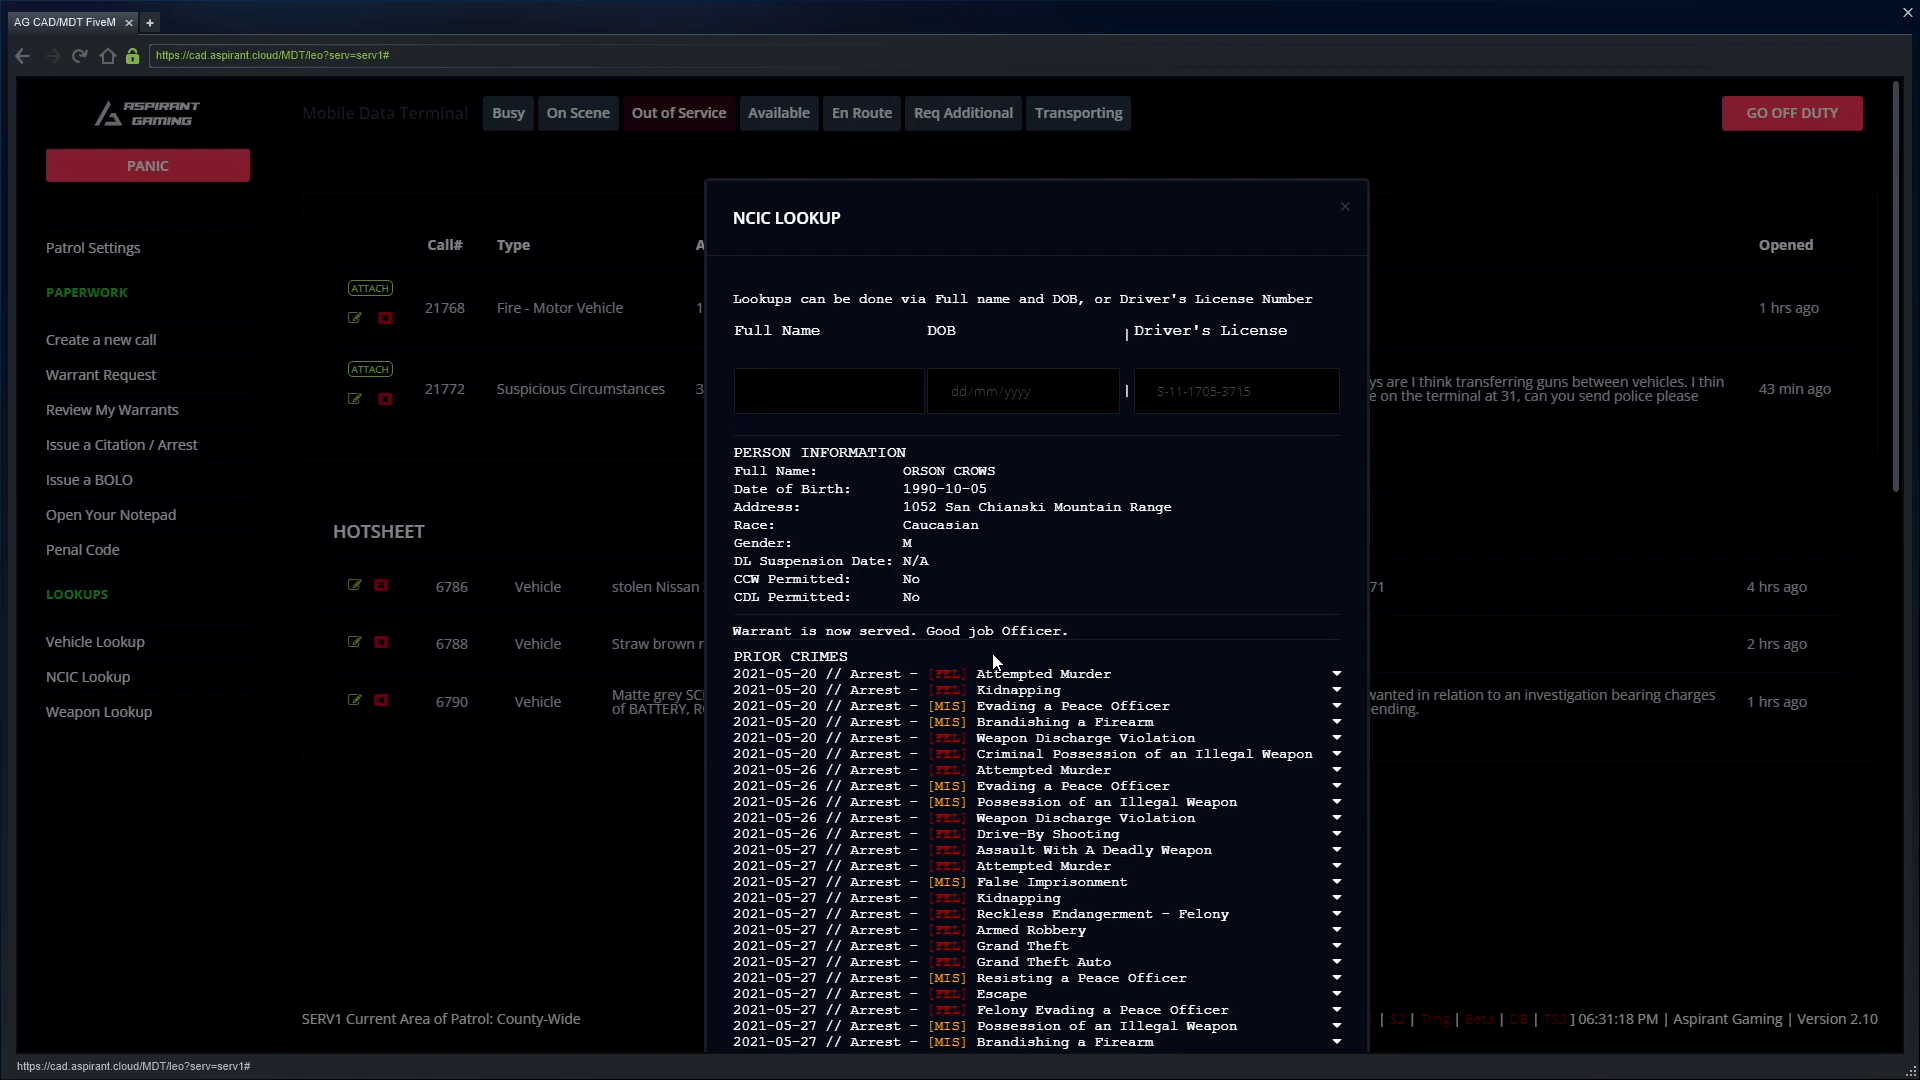 AG CAD/MDT FiveM
https://cad.aspirant.cloud/MDT/leo?serv=serv1#
ASPIRANT
GAMING
Mobile Data Terminal
Busy
On Scene
Out of Service
Available
En Route
Req Additional
Transporting
GO OFF DUTY
PANIC
Patrol Settings
PAPERWORK
Create a new call
Warrant Request
Review My Warrants
Issue a Citation / Arrest
Issue a BOLO
Open Your Notepad
Penal Code
LOOKUPS
Vehicle Lookup
NCIC Lookup
Weapon Lookup
Call# Type A Opened
ATTACH
21768 Fire - Motor Vehicle 1 1 hrs ago
ATTACH
21772 Suspicious Circumstances 3 43 min ago
ys are I think transferring guns between vehicles. I thin
e on the terminal at 31, can you send police please
HOTSHEET
6786 Vehicle stolen Nissan 71 4 hrs ago
6788 Vehicle Straw brown r 2 hrs ago
6790 Vehicle Matte grey SC wanted in relation to an investigation bearing charges 1 hrs ago
of BATTERY, R ending.
NCIC LOOKUP
Lookups can be done via Full name and DOB, or Driver's License Number
Full Name DOB | Driver's License
dd/mm/yyyy | S-11-1705-3715
PERSON INFORMATION
Full Name: ORSON CROWS
Date of Birth: 1990-10-05
Address: 1052 San Chianski Mountain Range
Race: Caucasian
Gender: M
DL Suspension Date: N/A
CCW Permitted: No
CDL Permitted: No
Warrant is now served. Good job Officer.
PRIOR CRIMES
2021-05-20 // Arrest - [FEL] Attempted Murder
2021-05-20 // Arrest - [FEL] Kidnapping
2021-05-20 // Arrest - [MIS] Evading a Peace Officer
2021-05-20 // Arrest - [MIS] Brandishing a Firearm
2021-05-20 // Arrest - [FEL] Weapon Discharge Violation
2021-05-20 // Arrest - [FEL] Criminal Possession of an Illegal Weapon
2021-05-26 // Arrest - [FEL] Attempted Murder
2021-05-26 // Arrest - [MIS] Evading a Peace Officer
2021-05-26 // Arrest - [MIS] Possession of an Illegal Weapon
2021-05-26 // Arrest - [FEL] Weapon Discharge Violation
2021-05-26 // Arrest - [FEL] Drive-By Shooting
2021-05-27 // Arrest - [FEL] Assault With A Deadly Weapon
2021-05-27 // Arrest - [FEL] Attempted Murder
2021-05-27 // Arrest - [MIS] False Imprisonment
2021-05-27 // Arrest - [FEL] Kidnapping
2021-05-27 // Arrest - [FEL] Reckless Endangerment - Felony
2021-05-27 // Arrest - [FEL] Armed Robbery
2021-05-27 // Arrest - [FEL] Grand Theft
2021-05-27 // Arrest - [FEL] Grand Theft Auto
2021-05-27 // Arrest - [MIS] Resisting a Peace Officer
2021-05-27 // Arrest - [FEL] Escape
2021-05-27 // Arrest - [FEL] Felony Evading a Peace Officer
2021-05-27 // Arrest - [MIS] Possession of an Illegal Weapon
2021-05-27 // Arrest - [MIS] Brandishing a Firearm
SERV1 Current Area of Patrol: County-Wide
| S2 | Trng | Beta | DB | TS3 ] 06:31:18 PM | Aspirant Gaming | Version 2.10
https://cad.aspirant.cloud/MDT/leo?serv=serv1#